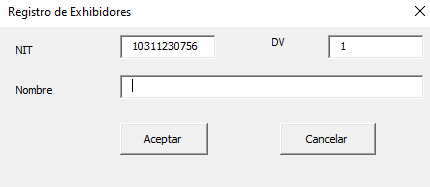 Registro de Exhibidores
NIT 10311230756 DV 1
Nombre
Aceptar Cancelar